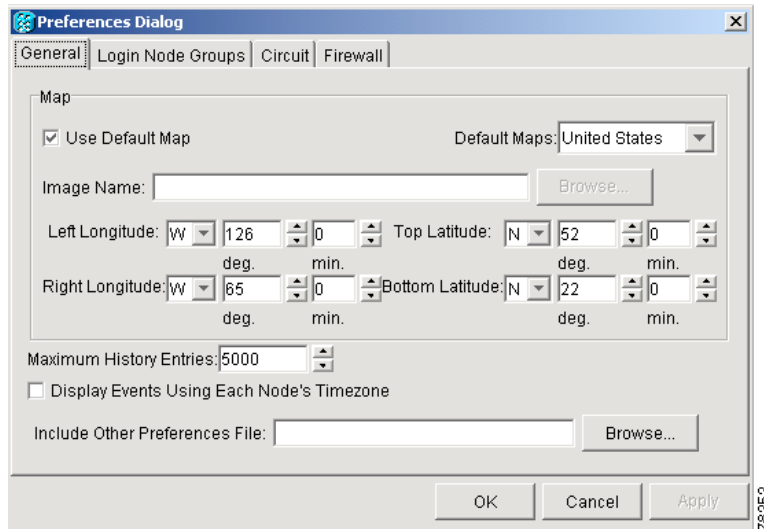 Preferences Dialog
General Login Node Groups Circuit Firewall
Map
Use Default Map Default Maps: United States
Image Name: Browse...
Left Longitude: W 126 0 Top Latitude: N 52 0
deg. min. deg. min.
Right Longitude: W 65 0 Bottom Latitude: N 22 0
deg. min. deg. min.
Maximum History Entries: 5000
Display Events Using Each Node's Timezone
Include Other Preferences File: Browse...
OK Cancel Apply